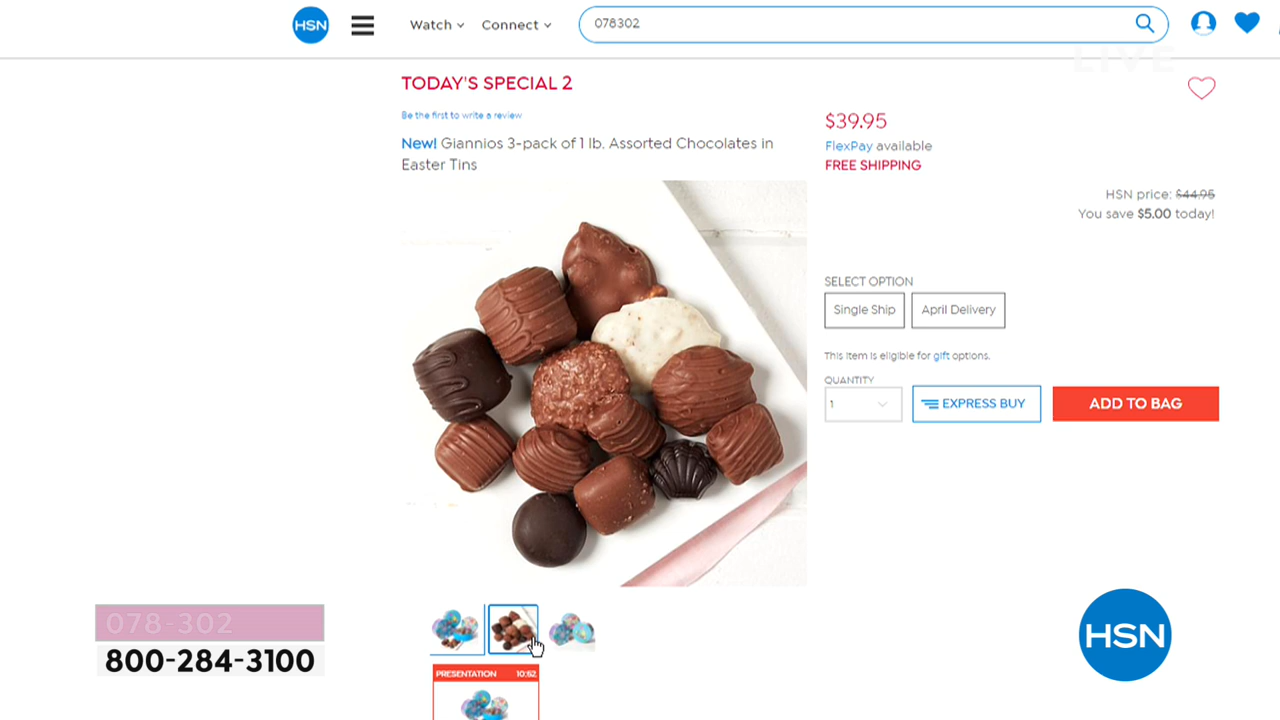 HSN
Watch
Connect
078302
LIVE
TODAY'S SPECIAL 2
Be the first to write a review
New! Giannios 3-pack of 1 lb. Assorted Chocolates in
Easter Tins
$39.95
FlexPay available
FREE SHIPPING
HSN price: $44.95
You save $5.00 today!
SELECT OPTION
Single Ship
April Delivery
This item is eligible for gift options.
QUANTITY
1
EXPRESS BUY
ADD TO BAG
078-302
800-284-3100
HSN
PRESENTATION 10:52